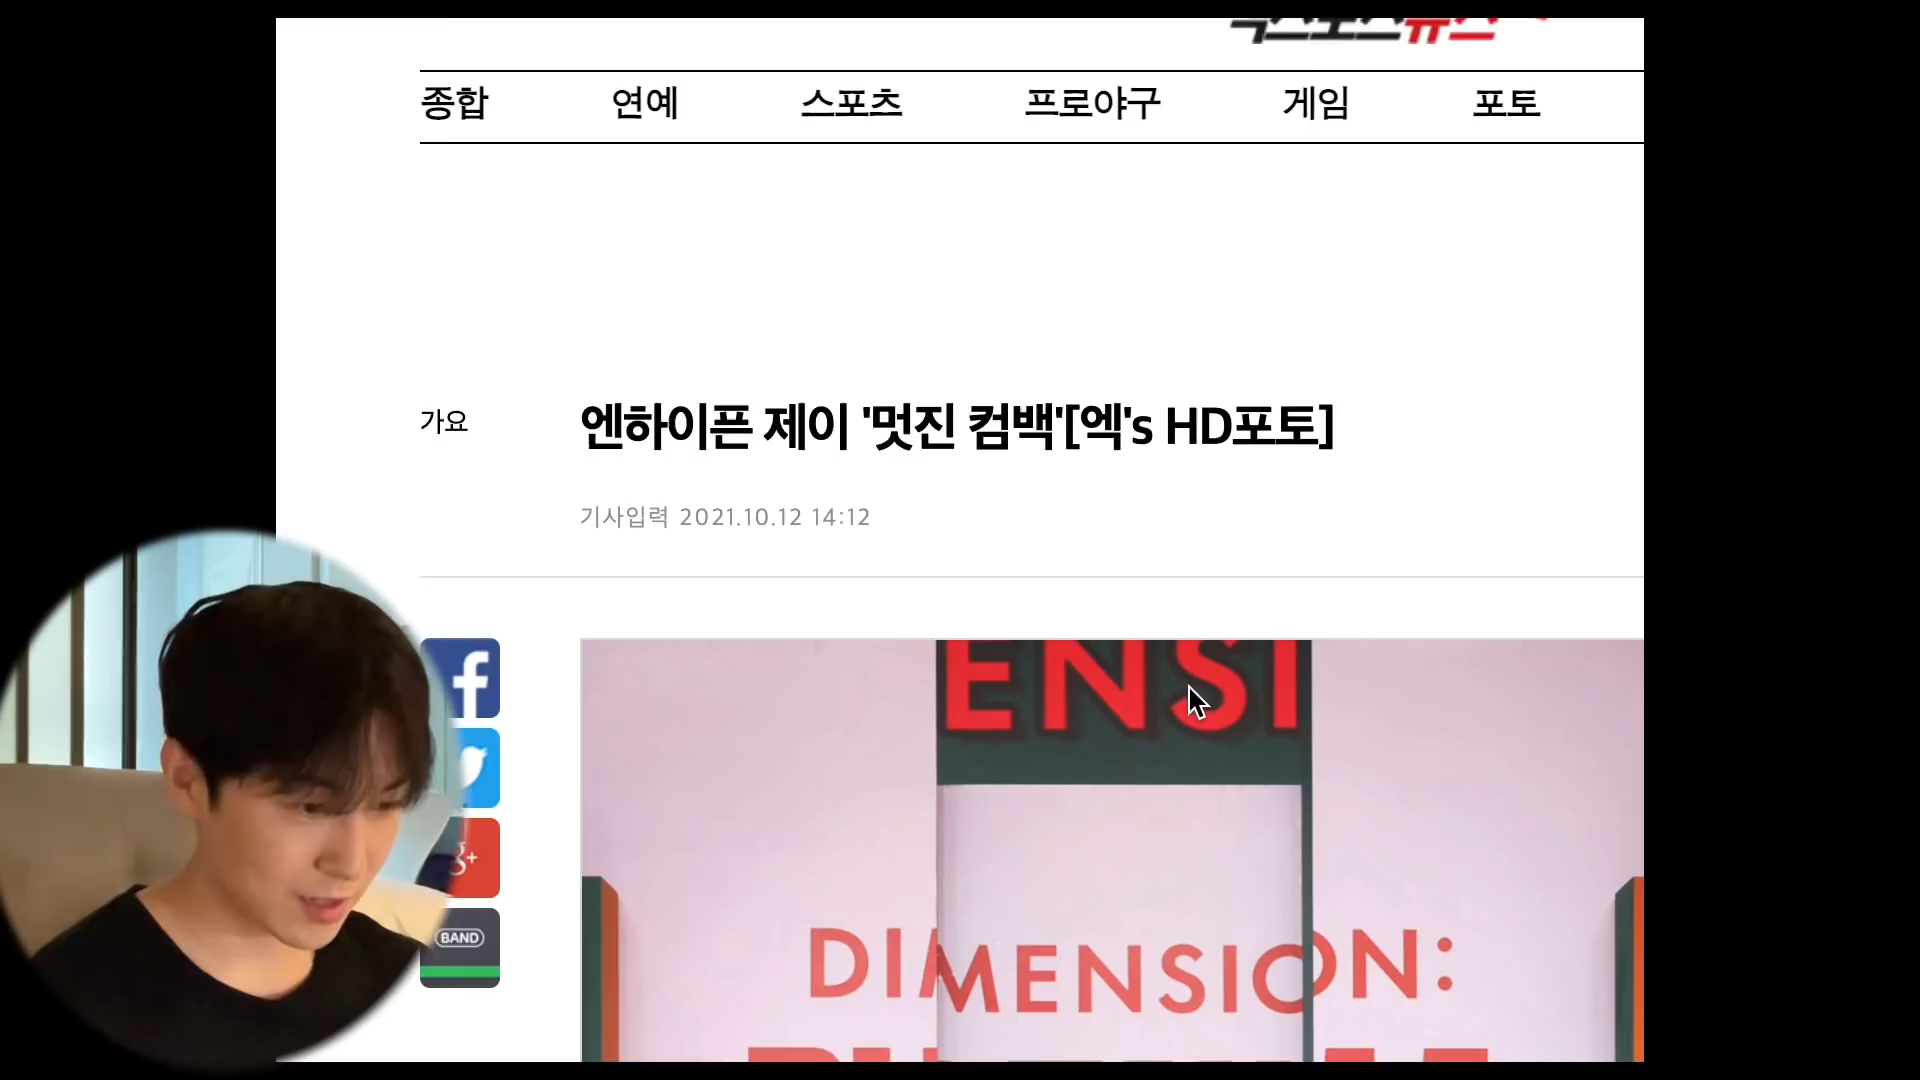 종합 연예 스포츠 프로야구 게임 포토
가요
엔하이픈 제이 '멋진 컴백'[엑's HD포토]
기사입력 2021.10.12 14:12
f
g+
BAND
ENSI
DIMENSION: